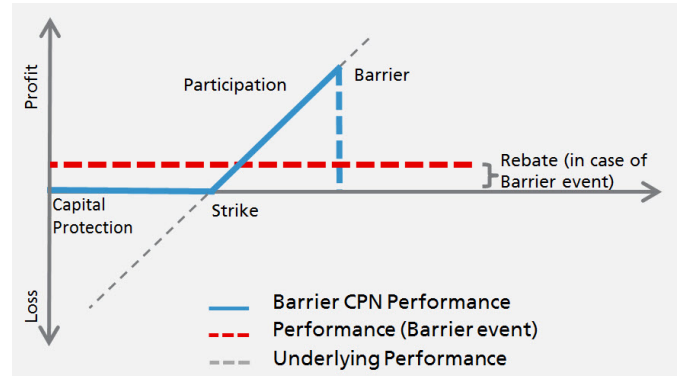 Profit
Participation
Barrier
Rebate (in case of
Barrier event)
Capital
Protection
Strike
Loss
Barrier CPN Performance
Performance (Barrier event)
Underlying Performance